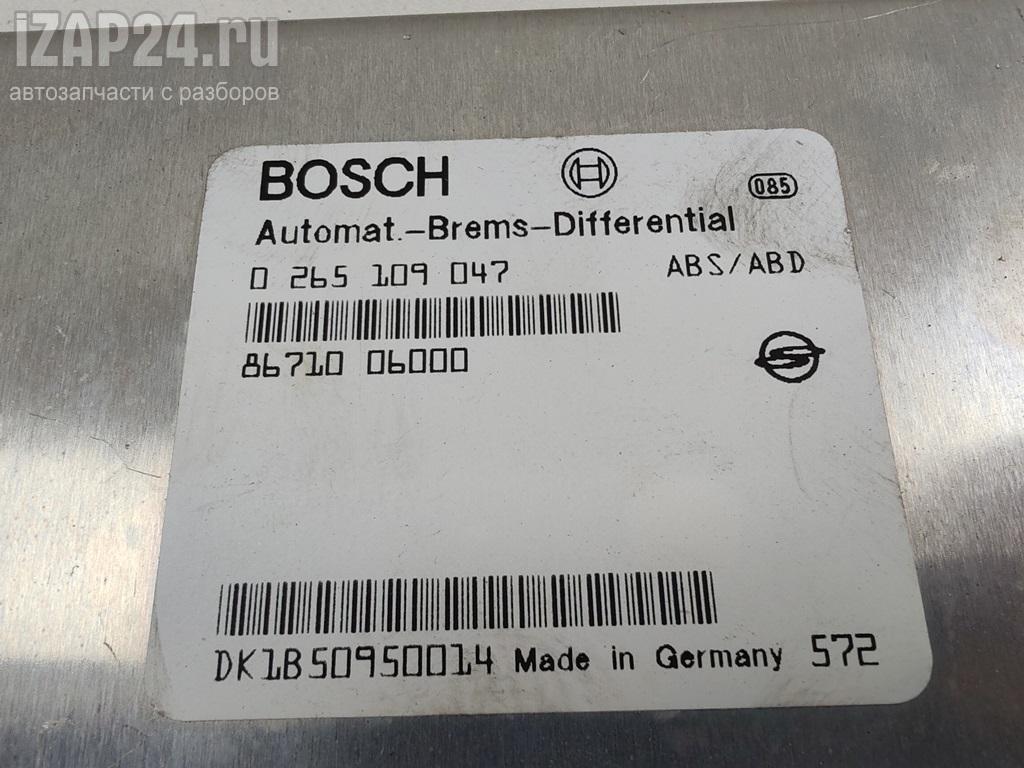 iZAP24.ru
автозапчасти с разборов
BOSCH
085
Automat.-Brems-Differential
0 265 109 047 ABS/ABD
86710 06000
DK1B50950014 Made in Germany 572